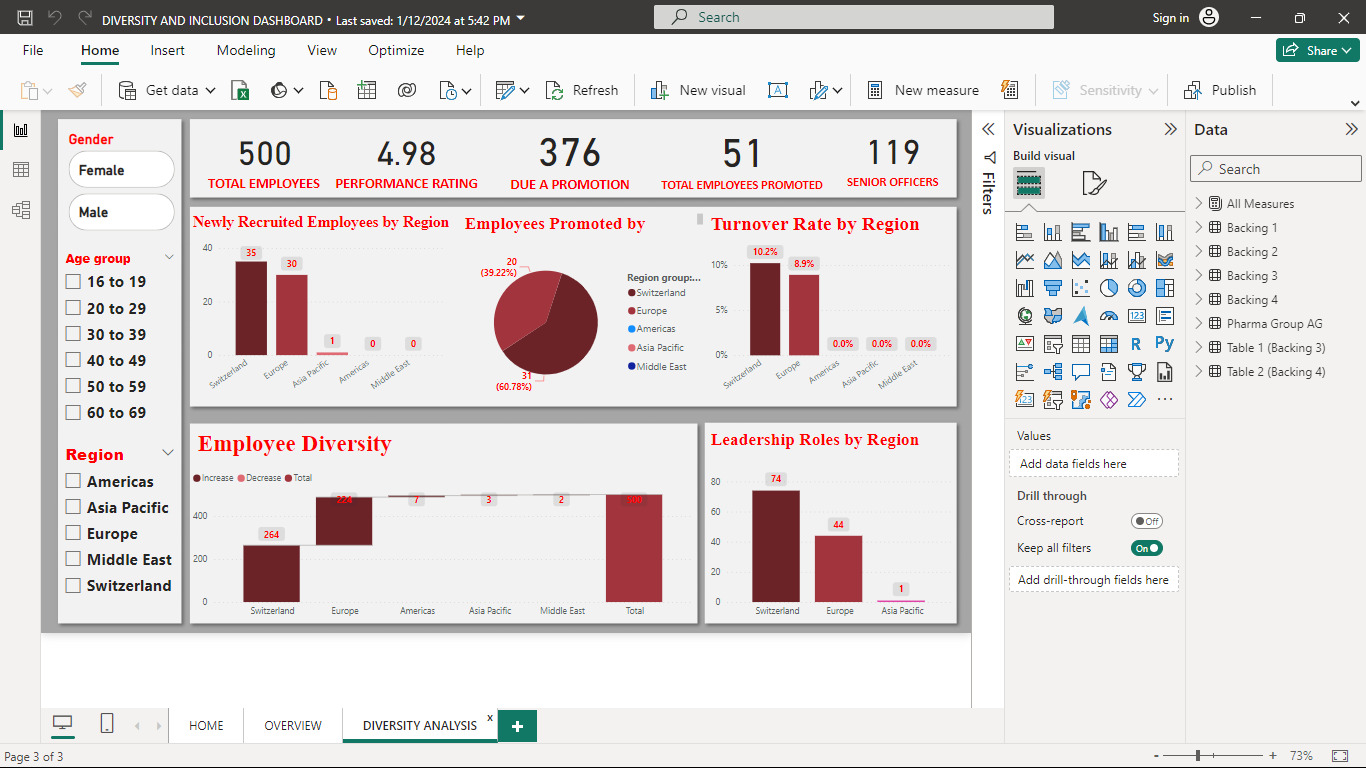 DIVERSITY AND INCLUSION DASHBOARD • Last saved: 1/12/2024 at 5:42 PM
Search
Sign in
File
Home
Insert
Modeling
View
Optimize
Help
Share
Get data
Refresh
New visual
New measure
Sensitivity
Publish
Gender
Female
Male
Age group
16 to 19
20 to 29
30 to 39
40 to 49
50 to 59
60 to 69
Region
Americas
Asia Pacific
Europe
Middle East
Switzerland
500
TOTAL EMPLOYEES
4.98
PERFORMANCE RATING
376
DUE A PROMOTION
51
TOTAL EMPLOYEES PROMOTED
119
SENIOR OFFICERS
Newly Recruited Employees by Region
40
20
0
35
30
1
0
0
Switzerland
Europe
Asia Pacific
Americas
Middle East
Employees Promoted by
20
(39.22%)
31
(60.78%)
Region group:...
Switzerland
Europe
Americas
Asia Pacific
Middle East
Turnover Rate by Region
10%
5%
0%
10.2%
8.9%
0.0%
0.0%
0.0%
Switzerland
Europe
Americas
Asia Pacific
Middle East
Employee Diversity
Increase
Decrease
Total
400
200
0
264
224
7
3
2
500
Switzerland
Europe
Americas
Asia Pacific
Middle East
Total
Leadership Roles by Region
80
60
40
20
0
74
44
1
Switzerland
Europe
Asia Pacific
Filters
Visualizations
Build visual
123
R
Py
123
Values
Add data fields here
Drill through
Cross-report
Off
Keep all filters
On
Add drill-through fields here
Data
Search
All Measures
Backing 1
Backing 2
Backing 3
Backing 4
Pharma Group AG
Table 1 (Backing 3)
Table 2 (Backing 4)
HOME
OVERVIEW
DIVERSITY ANALYSIS
x
+
Page 3 of 3
-
+
73%